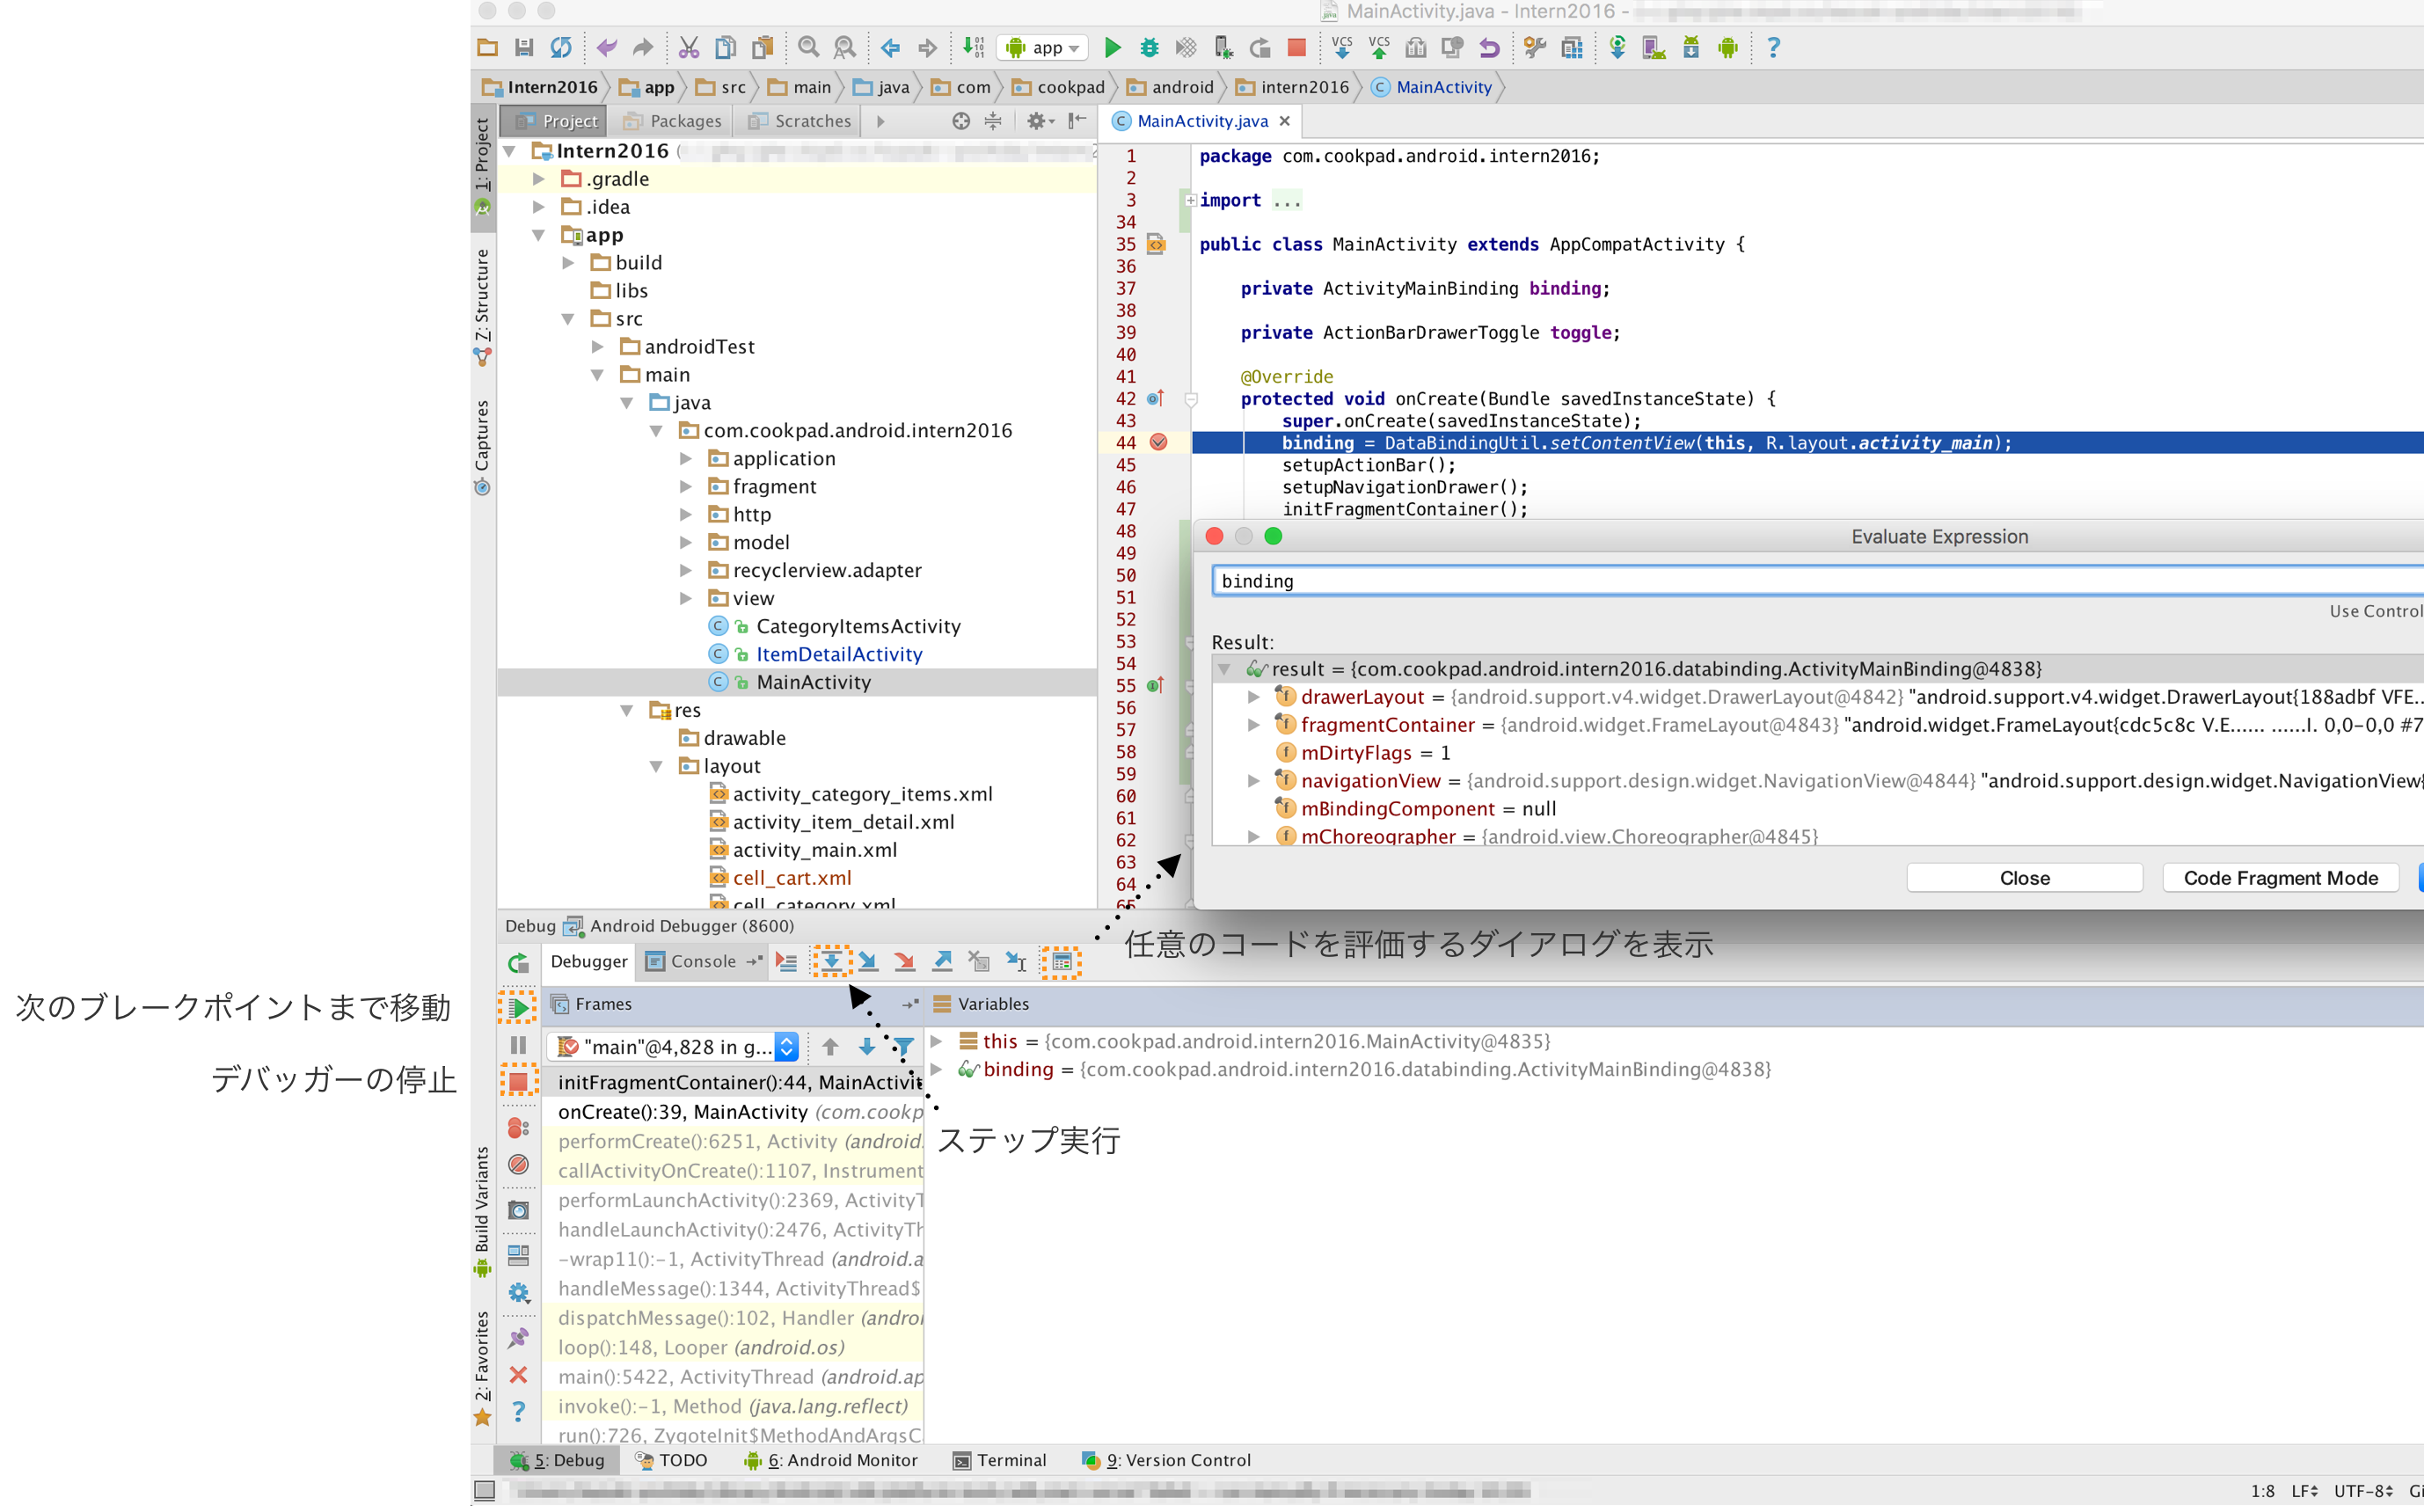 MainActivity.java - Intern2016 -
app
VCS
VCS
?
Intern2016
app
src
main
java
com
cookpad
android
intern2016
MainActivity
Project
Packages
Scratches
MainActivity.java
1: Project
7: Structure
Captures
Build Variants
2: Favorites
Intern2016 (
.gradle
.idea
app
build
libs
src
androidTest
main
java
com.cookpad.android.intern2016
application
fragment
http
model
recyclerview.adapter
view
CategoryItemsActivity
ItemDetailActivity
MainActivity
res
drawable
layout
activity_category_items.xml
activity_item_detail.xml
activity_main.xml
cell_cart.xml
cell_category.xml
1 package com.cookpad.android.intern2016;
2
3 import ...
34
35 public class MainActivity extends AppCompatActivity {
36
37 private ActivityMainBinding binding;
38
39 private ActionBarDrawerToggle toggle;
40
41 @Override
42 protected void onCreate(Bundle savedInstanceState) {
43 super.onCreate(savedInstanceState);
44 binding = DataBindingUtil.setContentView(this, R.layout.activity_main);
45 setupActionBar();
46 setupNavigationDrawer();
47 initFragmentContainer();
48
49
50
51
52
53
54
55
56
57
58
59
60
61
62
63
64
65
Evaluate Expression
binding
Use Control
Result:
result = {com.cookpad.android.intern2016.databinding.ActivityMainBinding@4838}
drawerLayout = {android.support.v4.widget.DrawerLayout@4842} "android.support.v4.widget.DrawerLayout{188adbf VFE..
fragmentContainer = {android.widget.FrameLayout@4843} "android.widget.FrameLayout{cdc5c8c V.E...... ......I. 0,0-0,0 #7
mDirtyFlags = 1
navigationView = {android.support.design.widget.NavigationView@4844} "android.support.design.widget.NavigationView{
mBindingComponent = null
mChoreographer = {android.view.Choreographer@4845}
Close
Code Fragment Mode
Debug Android Debugger (8600)
Debugger
Console
任意のコードを評価するダイアログを表示
次のブレークポイントまで移動
デバッガーの停止
ステップ実行
Frames
Variables
"main"@4,828 in g...
this = {com.cookpad.android.intern2016.MainActivity@4835}
binding = {com.cookpad.android.intern2016.databinding.ActivityMainBinding@4838}
initFragmentContainer():44, MainActivit
onCreate():39, MainActivity (com.cookp
performCreate():6251, Activity (android.
callActivityOnCreate():1107, Instrument
performLaunchActivity():2369, ActivityT
handleLaunchActivity():2476, ActivityTh
-wrap11():-1, ActivityThread (android.a
handleMessage():1344, ActivityThread$
dispatchMessage():102, Handler (androi
loop():148, Looper (android.os)
main():5422, ActivityThread (android.ap
invoke():-1, Method (java.lang.reflect)
run():726, ZygoteInit$MethodAndArgsC
?
5: Debug
TODO
6: Android Monitor
Terminal
9: Version Control
1:8 LF UTF-8 Gi